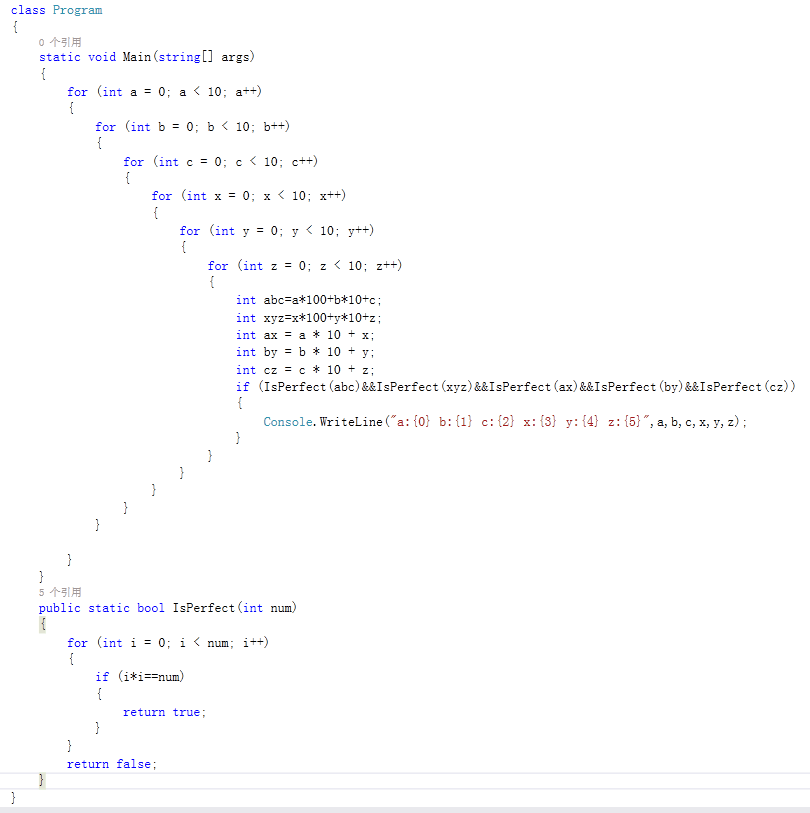 class Program
{
0 个引用
static void Main(string[] args)
{
for (int a = 0; a < 10; a++)
{
for (int b = 0; b < 10; b++)
{
for (int c = 0; c < 10; c++)
{
for (int x = 0; x < 10; x++)
{
for (int y = 0; y < 10; y++)
{
for (int z = 0; z < 10; z++)
{
int abc=a*100+b*10+c;
int xyz=x*100+y*10+z;
int ax = a * 10 + x;
int by = b * 10 + y;
int cz = c * 10 + z;
if (IsPerfect(abc)&&IsPerfect(xyz)&&IsPerfect(ax)&&IsPerfect(by)&&IsPerfect(cz))
{
Console.WriteLine("a:{0} b:{1} c:{2} x:{3} y:{4} z:{5}",a,b,c,x,y,z);
}
}
}
}
}
}
}
}
5 个引用
public static bool IsPerfect(int num)
{
for (int i = 0; i < num; i++)
{
if (i*i==num)
{
return true;
}
}
return false;
}
}